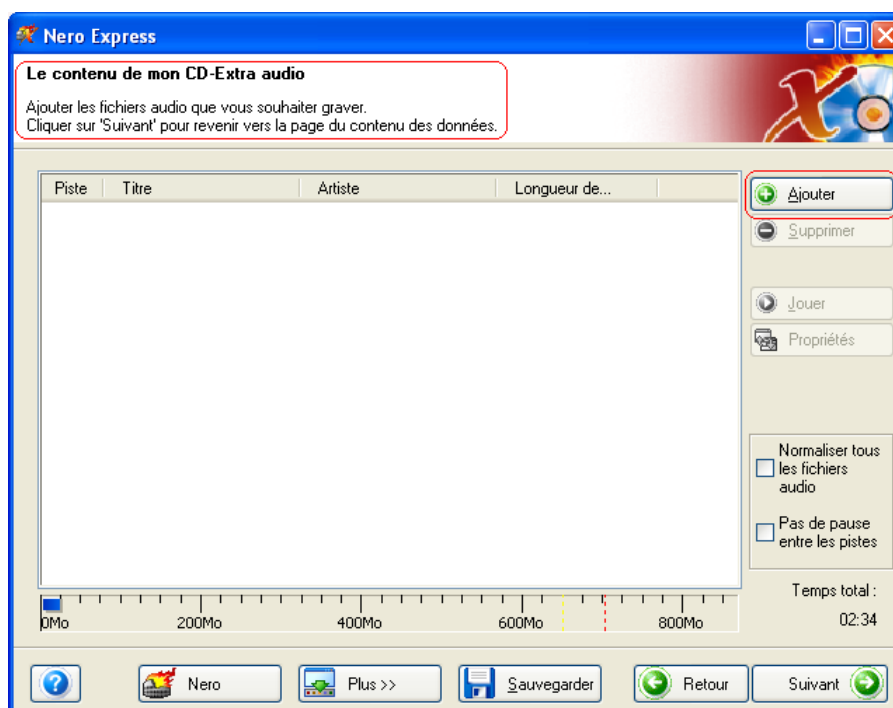 Nero Express
Le contenu de mon CD-Extra audio
Ajouter les fichiers audio que vous souhaiter graver.
Cliquer sur 'Suivant' pour revenir vers la page du contenu des données.
Piste Titre Artiste Longueur de...
Ajouter
Supprimer
Jouer
Propriétés
Normaliser tous
les fichiers
audio
Pas de pause
entre les pistes
Temps total :
02:34
0Mo 200Mo 400Mo 600Mo 800Mo
Nero Plus >> Sauvegarder Retour Suivant